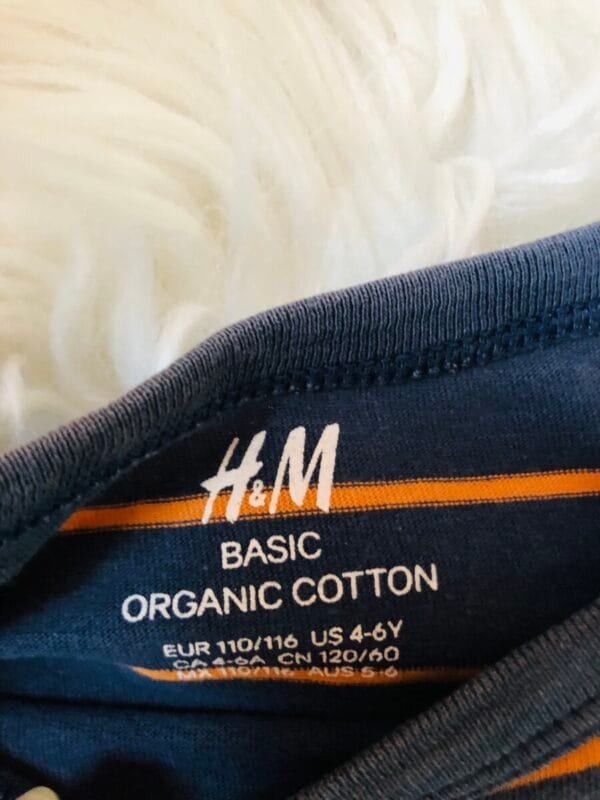 H&M
BASIC
ORGANIC COTTON
EUR 110/116 US 4-6Y
CA 4-6A CN 120/60
MX 110/116 AUS 5-6